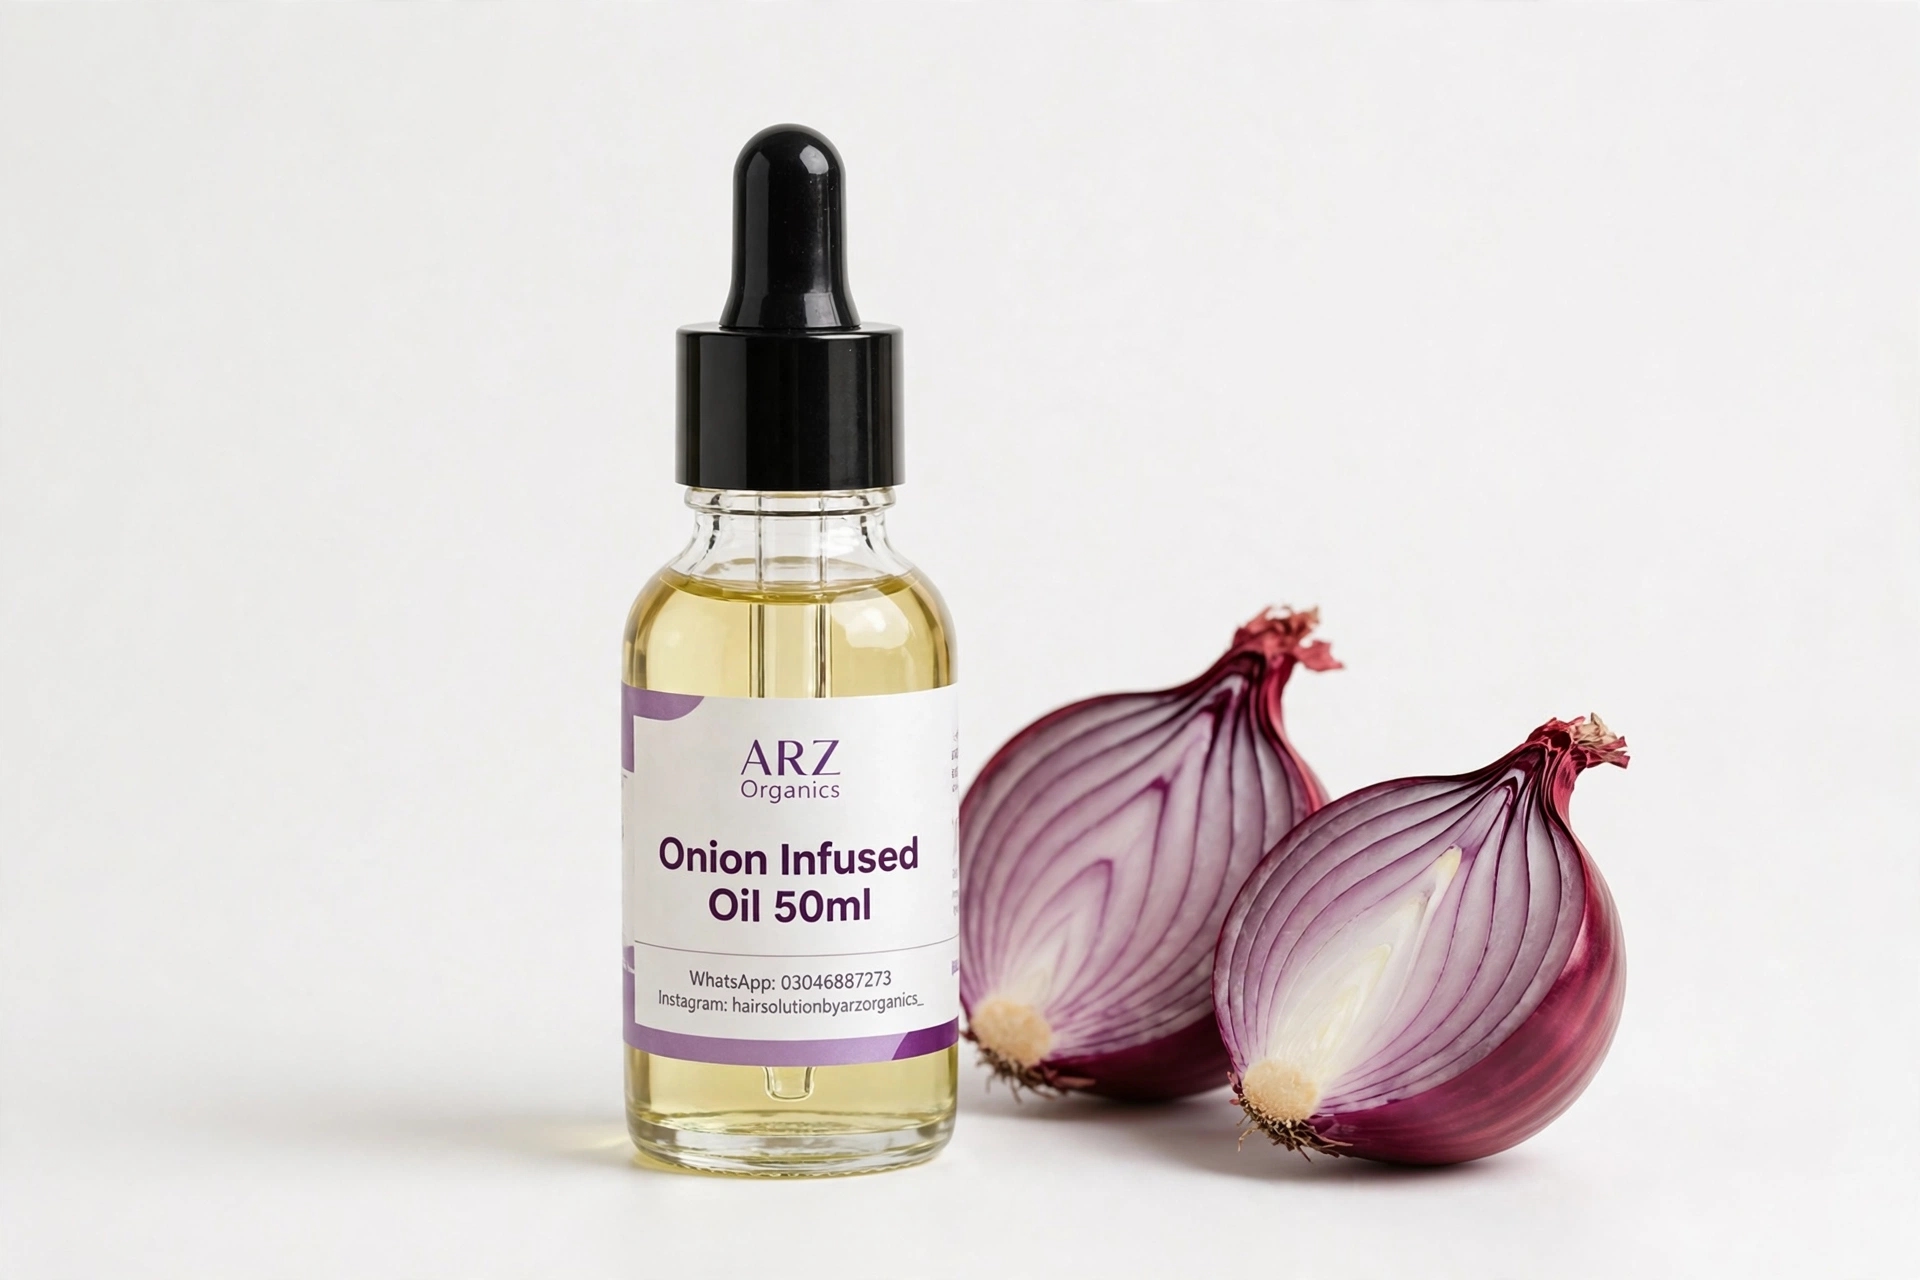 ARZ
Organics
Onion Infused
Oil 50ml
WhatsApp: 03046887273
Instagram: hairsolutionbyarzorganics_